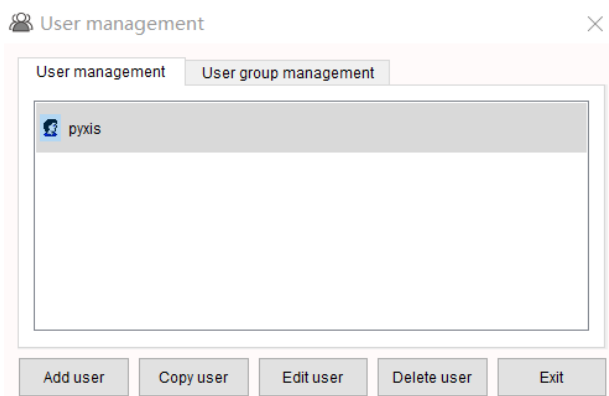 User management
User management User group management
pyxis
Add user Copy user Edit user Delete user Exit